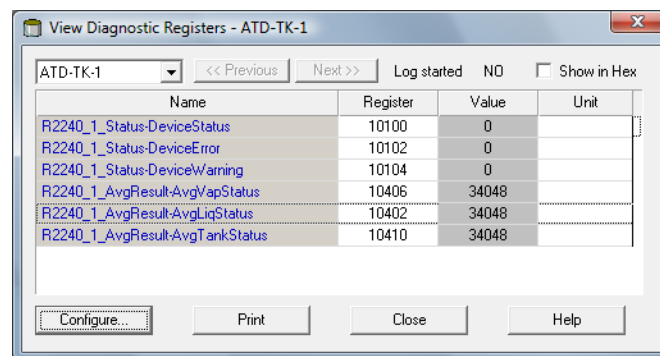 View Diagnostic Registers - ATD-TK-1
ATD-TK-1 << Previous Next >> Log started NO Show in Hex
Name Register Value Unit
R2240_1_Status-DeviceStatus 10100 0
R2240_1_Status-DeviceError 10102 0
R2240_1_Status-DeviceWarning 10104 0
R2240_1_AvgResult-AvgVapStatus 10406 34048
R2240_1_AvgResult-AvgLiqStatus 10402 34048
R2240_1_AvgResult-AvgTankStatus 10410 34048
Configure... Print Close Help